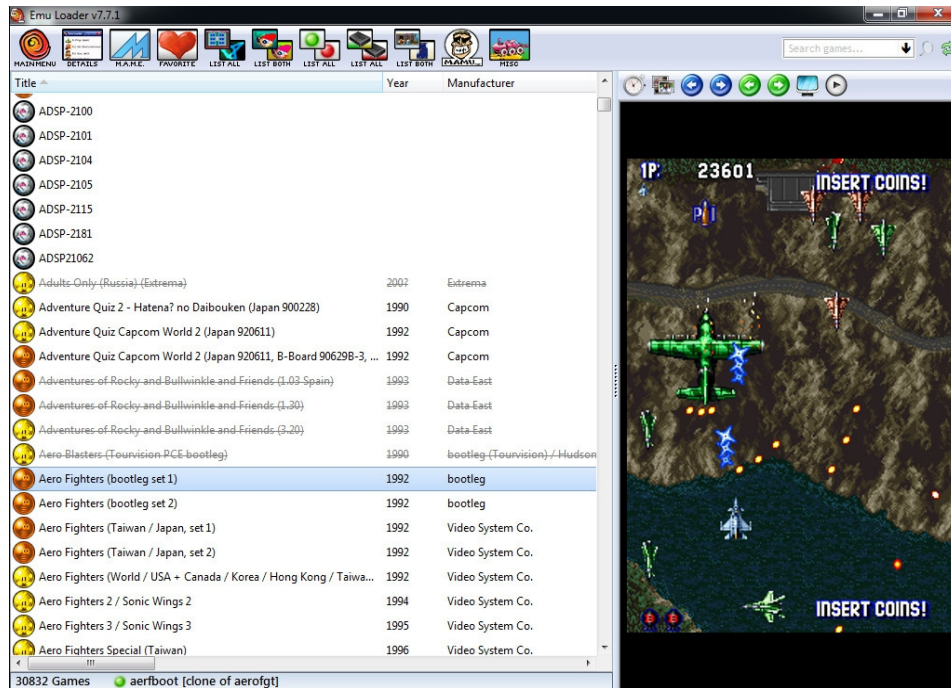 Emu Loader v7.7.1
MAIN MENU DETAILS M.A.M.E. FAVORITE LIST ALL LIST BOTH LIST ALL LIST ALL LIST BOTH M.A.M.U. MISC
Search games...
Title Year Manufacturer
ADSP-2100
ADSP-2101
ADSP-2104
ADSP-2105
ADSP-2115
ADSP-2181
ADSP21062
Adults Only (Russia) (Extrema) 200? Extrema
Adventure Quiz 2 - Hatena? no Daibouken (Japan 900228) 1990 Capcom
Adventure Quiz Capcom World 2 (Japan 920611) 1992 Capcom
Adventure Quiz Capcom World 2 (Japan 920611, B-Board 90629B-3, ... 1992 Capcom
Adventures of Rocky and Bullwinkle and Friends (1.03 Spain) 1993 Data East
Adventures of Rocky and Bullwinkle and Friends (1.30) 1993 Data East
Adventures of Rocky and Bullwinkle and Friends (3.20) 1993 Data East
Aero Blasters (Tourvision PCE bootleg) 1990 bootleg (Tourvision) / Hudson
Aero Fighters (bootleg set 1) 1992 bootleg
Aero Fighters (bootleg set 2) 1992 bootleg
Aero Fighters (Taiwan / Japan, set 1) 1992 Video System Co.
Aero Fighters (Taiwan / Japan, set 2) 1992 Video System Co.
Aero Fighters (World / USA + Canada / Korea / Hong Kong / Taiwa... 1992 Video System Co.
Aero Fighters 2 / Sonic Wings 2 1994 Video System Co.
Aero Fighters 3 / Sonic Wings 3 1995 Video System Co.
Aero Fighters Special (Taiwan) 1996 Video System Co.
30832 Games aerfboot [clone of aerofgt]
1P: 23601
INSERT COINS!
P
INSERT COINS!